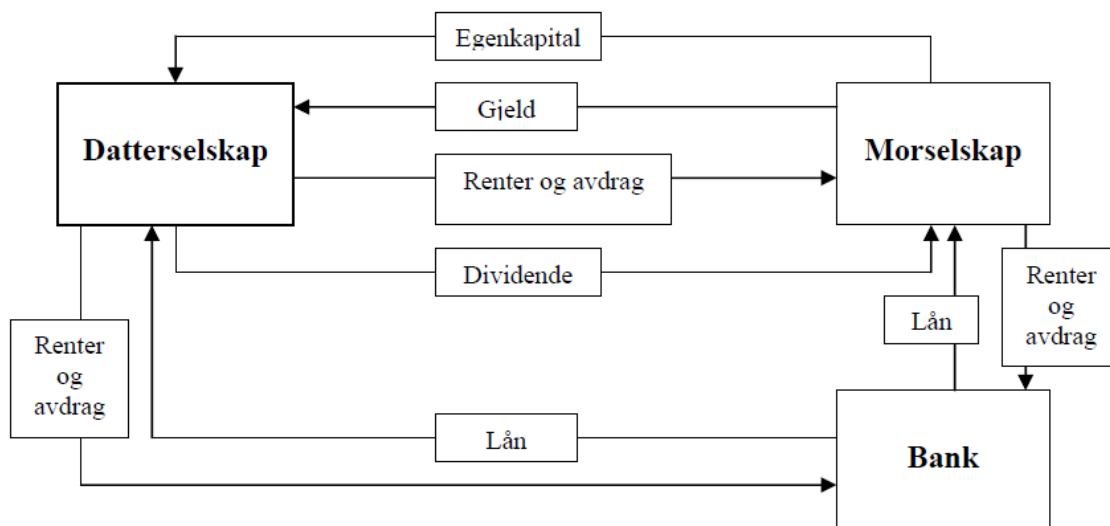 Egenkapital
Gjeld
Datterselskap
Morselskap
Renter og avdrag
Dividende
Renter
og
avdrag
Lån
Renter
og
avdrag
Lån
Bank